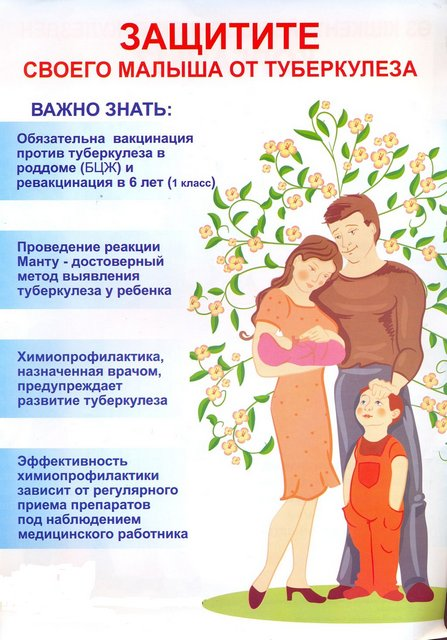 ЗАЩИТИТЕ
СВОЕГО МАЛЫША ОТ ТУБЕРКУЛЕЗА
ВАЖНО ЗНАТЬ:
Обязательна вакцинация
против туберкулеза в
роддоме (БЦЖ) и
ревакцинация в 6 лет (1 класс)
Проведение реакции
Манту - достоверный
метод выявления
туберкулеза у ребенка
Химиопрофилактика,
назначенная врачом,
предупреждает
развитие туберкулеза
Эффективность
химиопрофилактики
зависит от регулярного
приема препаратов
под наблюдением
медицинского работника